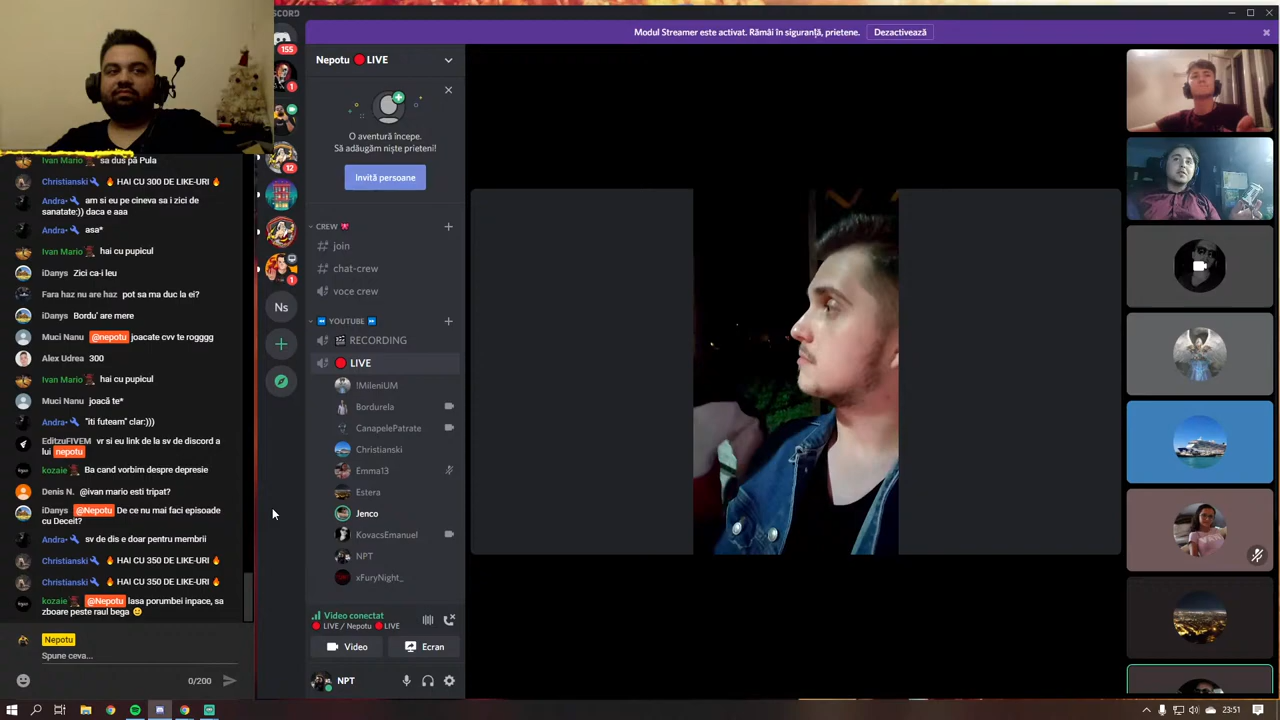 ISCORD
Modul Streamer este activat. Rămâi în siguranță, prietene.
Dezactivează
155
1
12
1
Ns
Nepotu 🔴 LIVE
O aventură începe.
Să adăugăm niște prieteni!
Invită persoane
CREW
join
chat-crew
voce crew
YOUTUBE
RECORDING
LIVE
!MileniUM
Bordurela
CanapelePatrate
Christianski
Emma13
Estera
Jenco
KovacsEmanuel
NPT
xFuryNight_
Video conectat
🔴 LIVE / Nepotu 🔴 LIVE
Video
Ecran
NPT
Ivan Mario sa dus pă Pula
Christianski 🔥 HAI CU 300 DE LIKE-URI 🔥
Andra· am si eu pe cineva sa i zici de
sanatate:)) daca e aaa
Andra· asa*
Ivan Mario hai cu pupicul
iDanys Zici ca-i leu
Fara haz nu are haz pot sa ma duc la ei?
iDanys Bordu' are mere
Muci Nanu @nepotu joacate cvv te rogggg
Alex Udrea 300
Ivan Mario hai cu pupicul
Muci Nanu joacă te*
Andra· "iti futeam" clar:)))
EditzuFIVEM vr si eu link de la sv de discord a
lui nepotu
kozaie Ba cand vorbim despre depresie
Denis N. @ivan mario esti tripat?
iDanys @Nepotu De ce nu mai faci episoade
cu Deceit?
Andra· sv de dis e doar pentru membrii
Christianski 🔥 HAI CU 350 DE LIKE-URI 🔥
Christianski 🔥 HAI CU 350 DE LIKE-URI 🔥
kozaie @Nepotu lasa porumbei inpace, sa
zboare peste raul bega
Nepotu
Spune ceva...
0/200
23:51